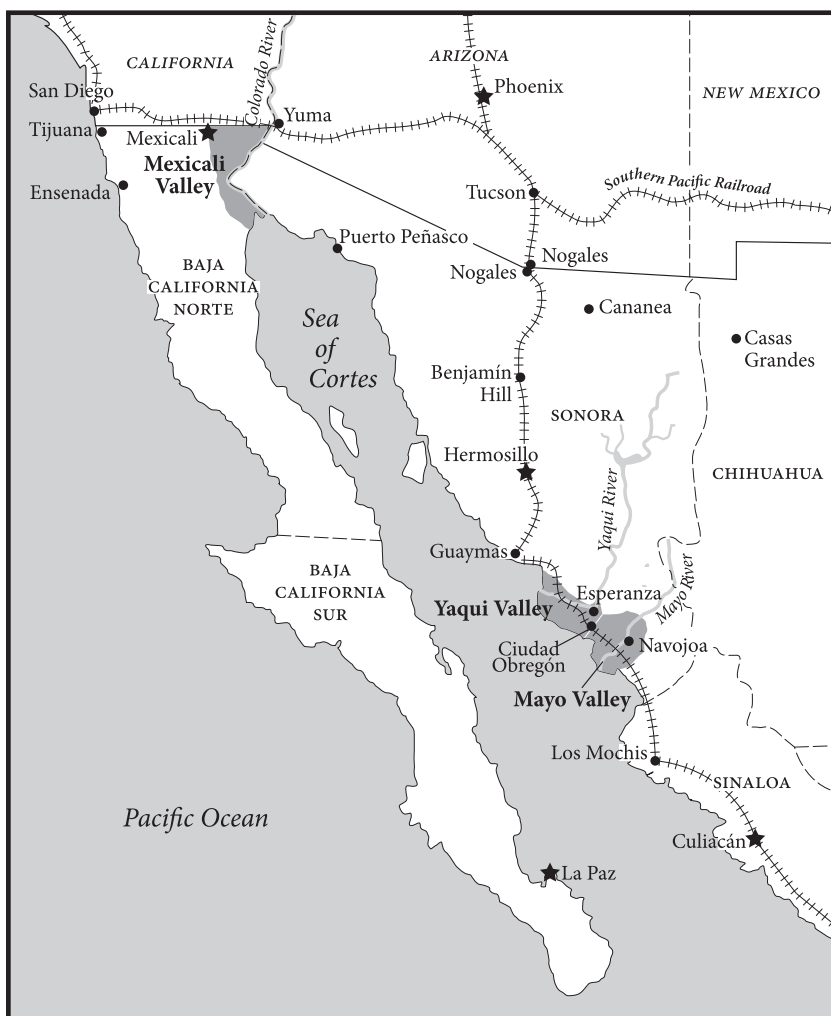 CALIFORNIA
Colorado River
ARIZONA
Phoenix
NEW MEXICO
San Diego
Yuma
Tijuana
Mexicali
Mexicali
Valley
Ensenada
Tucson
Southern Pacific Railroad
Puerto Peñasco
Nogales
Nogales
BAJA
CALIFORNIA
NORTE
Cananea
Sea
of
Cortes
Casas
Grandes
Benjamín
Hill
SONORA
Hermosillo
CHIHUAHUA
Yaqui River
Guaymas
Mayo River
BAJA
CALIFORNIA
SUR
Esperanza
Yaqui Valley
Ciudad
Obregón
Navojoa
Mayo Valley
Los Mochis
SINALOA
Pacific Ocean
Culiacán
La Paz